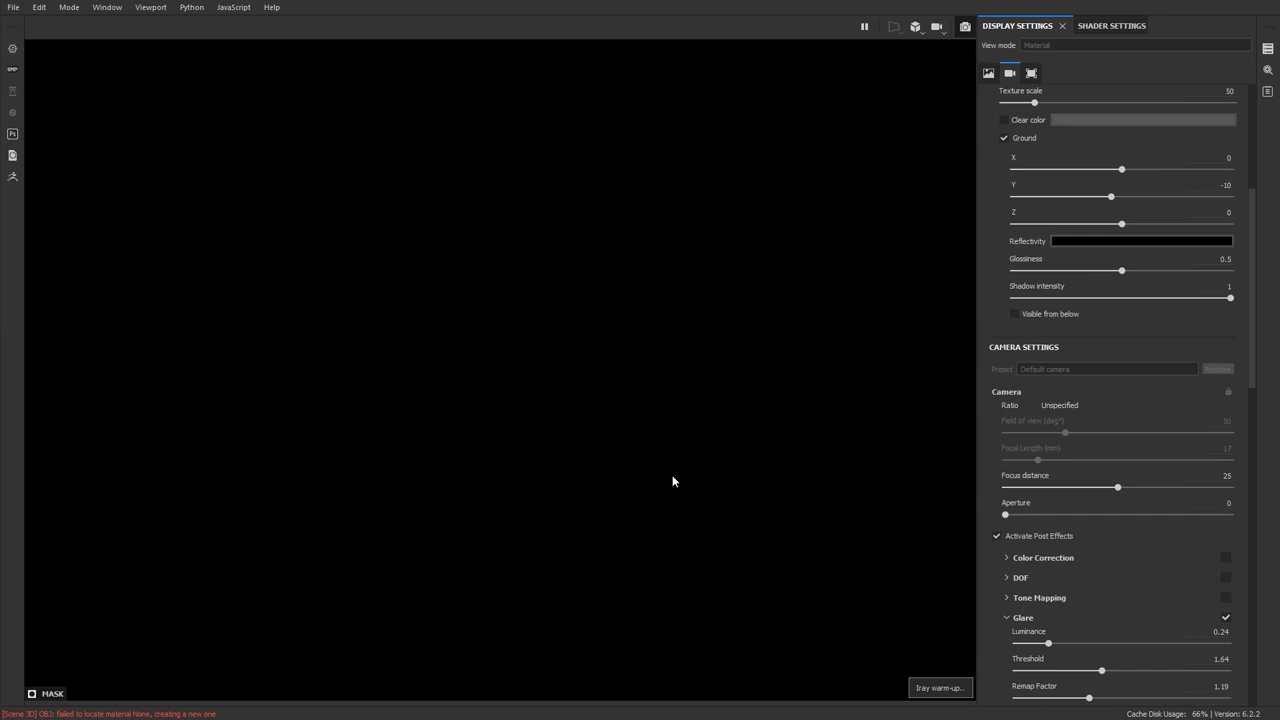 File Edit Mode Window Viewport Python JavaScript Help
DISPLAY SETTINGS SHADER SETTINGS
View mode Material
Texture scale 50
Clear color
Ground
X 0
Y -10
Z 0
Reflectivity
Glossiness 0.5
Shadow intensity 1
Visible from below
CAMERA SETTINGS
Preset Default camera Remove
Camera
Ratio Unspecified
Field of view (deg°) 50
Focal Length (mm) 17
Focus distance 25
Aperture 0
Activate Post Effects
Color Correction
DOF
Tone Mapping
Glare
Luminance 0.24
Threshold 1.64
Remap Factor 1.19
Ps
MASK
Iray warm-up..
[Scene 3D] OBJ: failed to locate material None, creating a new one
Cache Disk Usage: 66% | Version: 6.2.2